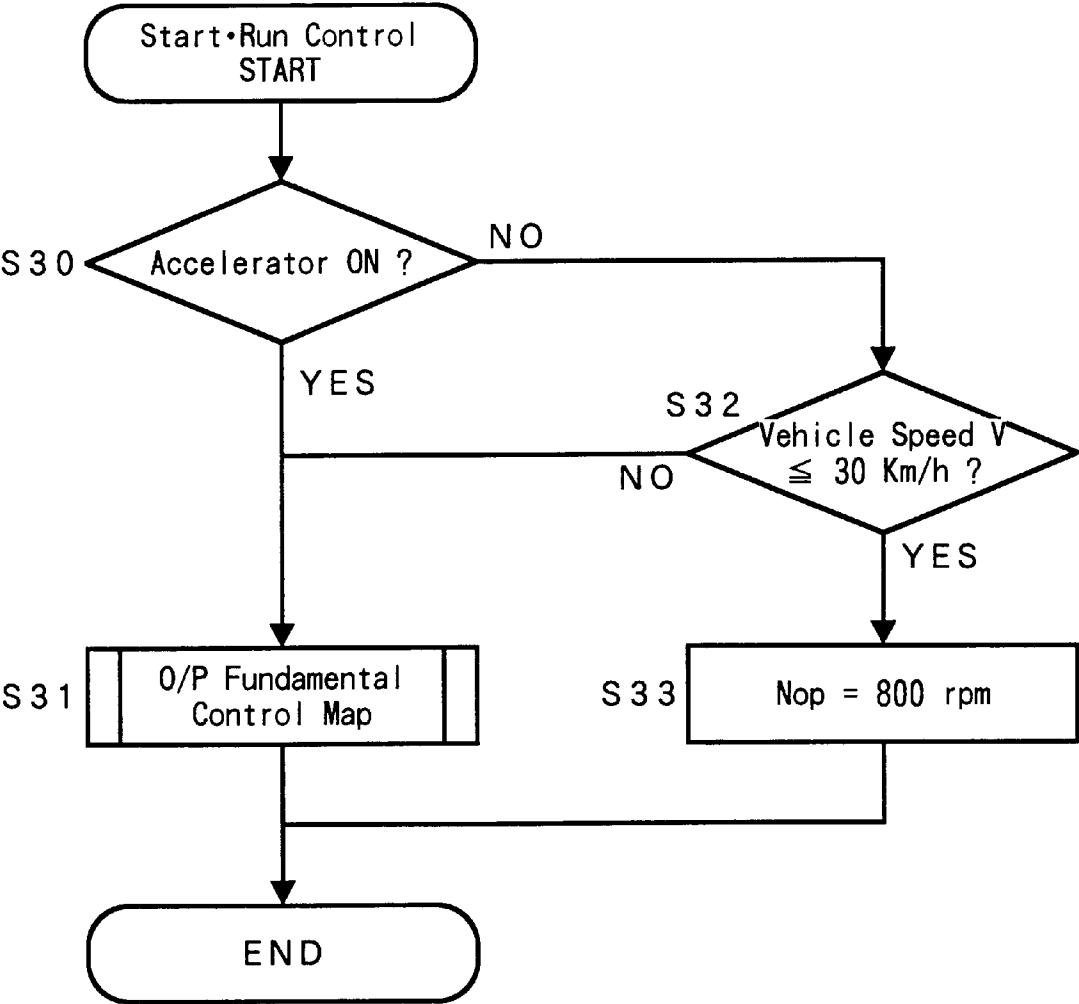 Start•Run Control
START
S30
Accelerator ON ?
NO
YES
S32
Vehicle Speed V
≦ 30 Km/h ?
NO
YES
S31
O/P Fundamental
Control Map
S33
Nop = 800 rpm
END